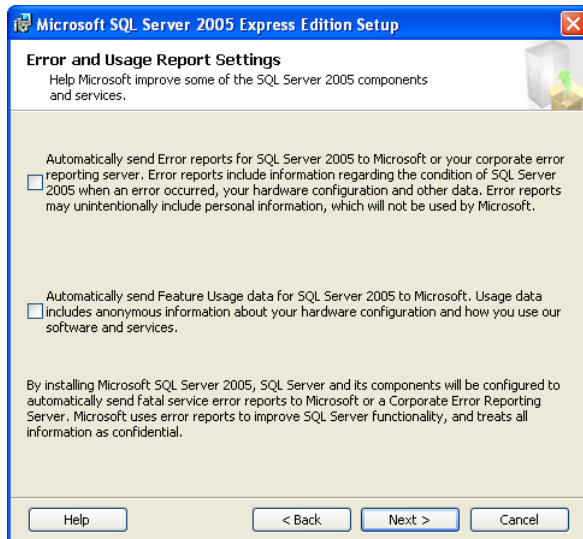 Microsoft SQL Server 2005 Express Edition Setup
Error and Usage Report Settings
Help Microsoft improve some of the SQL Server 2005 components
and services.
Automatically send Error reports for SQL Server 2005 to Microsoft or your corporate error
reporting server. Error reports include information regarding the condition of SQL Server
2005 when an error occurred, your hardware configuration and other data. Error reports
may unintentionally include personal information, which will not be used by Microsoft.
Automatically send Feature Usage data for SQL Server 2005 to Microsoft. Usage data
includes anonymous information about your hardware configuration and how you use our
software and services.
By installing Microsoft SQL Server 2005, SQL Server and its components will be configured to
automatically send fatal service error reports to Microsoft or a Corporate Error Reporting
Server. Microsoft uses error reports to improve SQL Server functionality, and treats all
information as confidential.
Help
< Back
Next >
Cancel